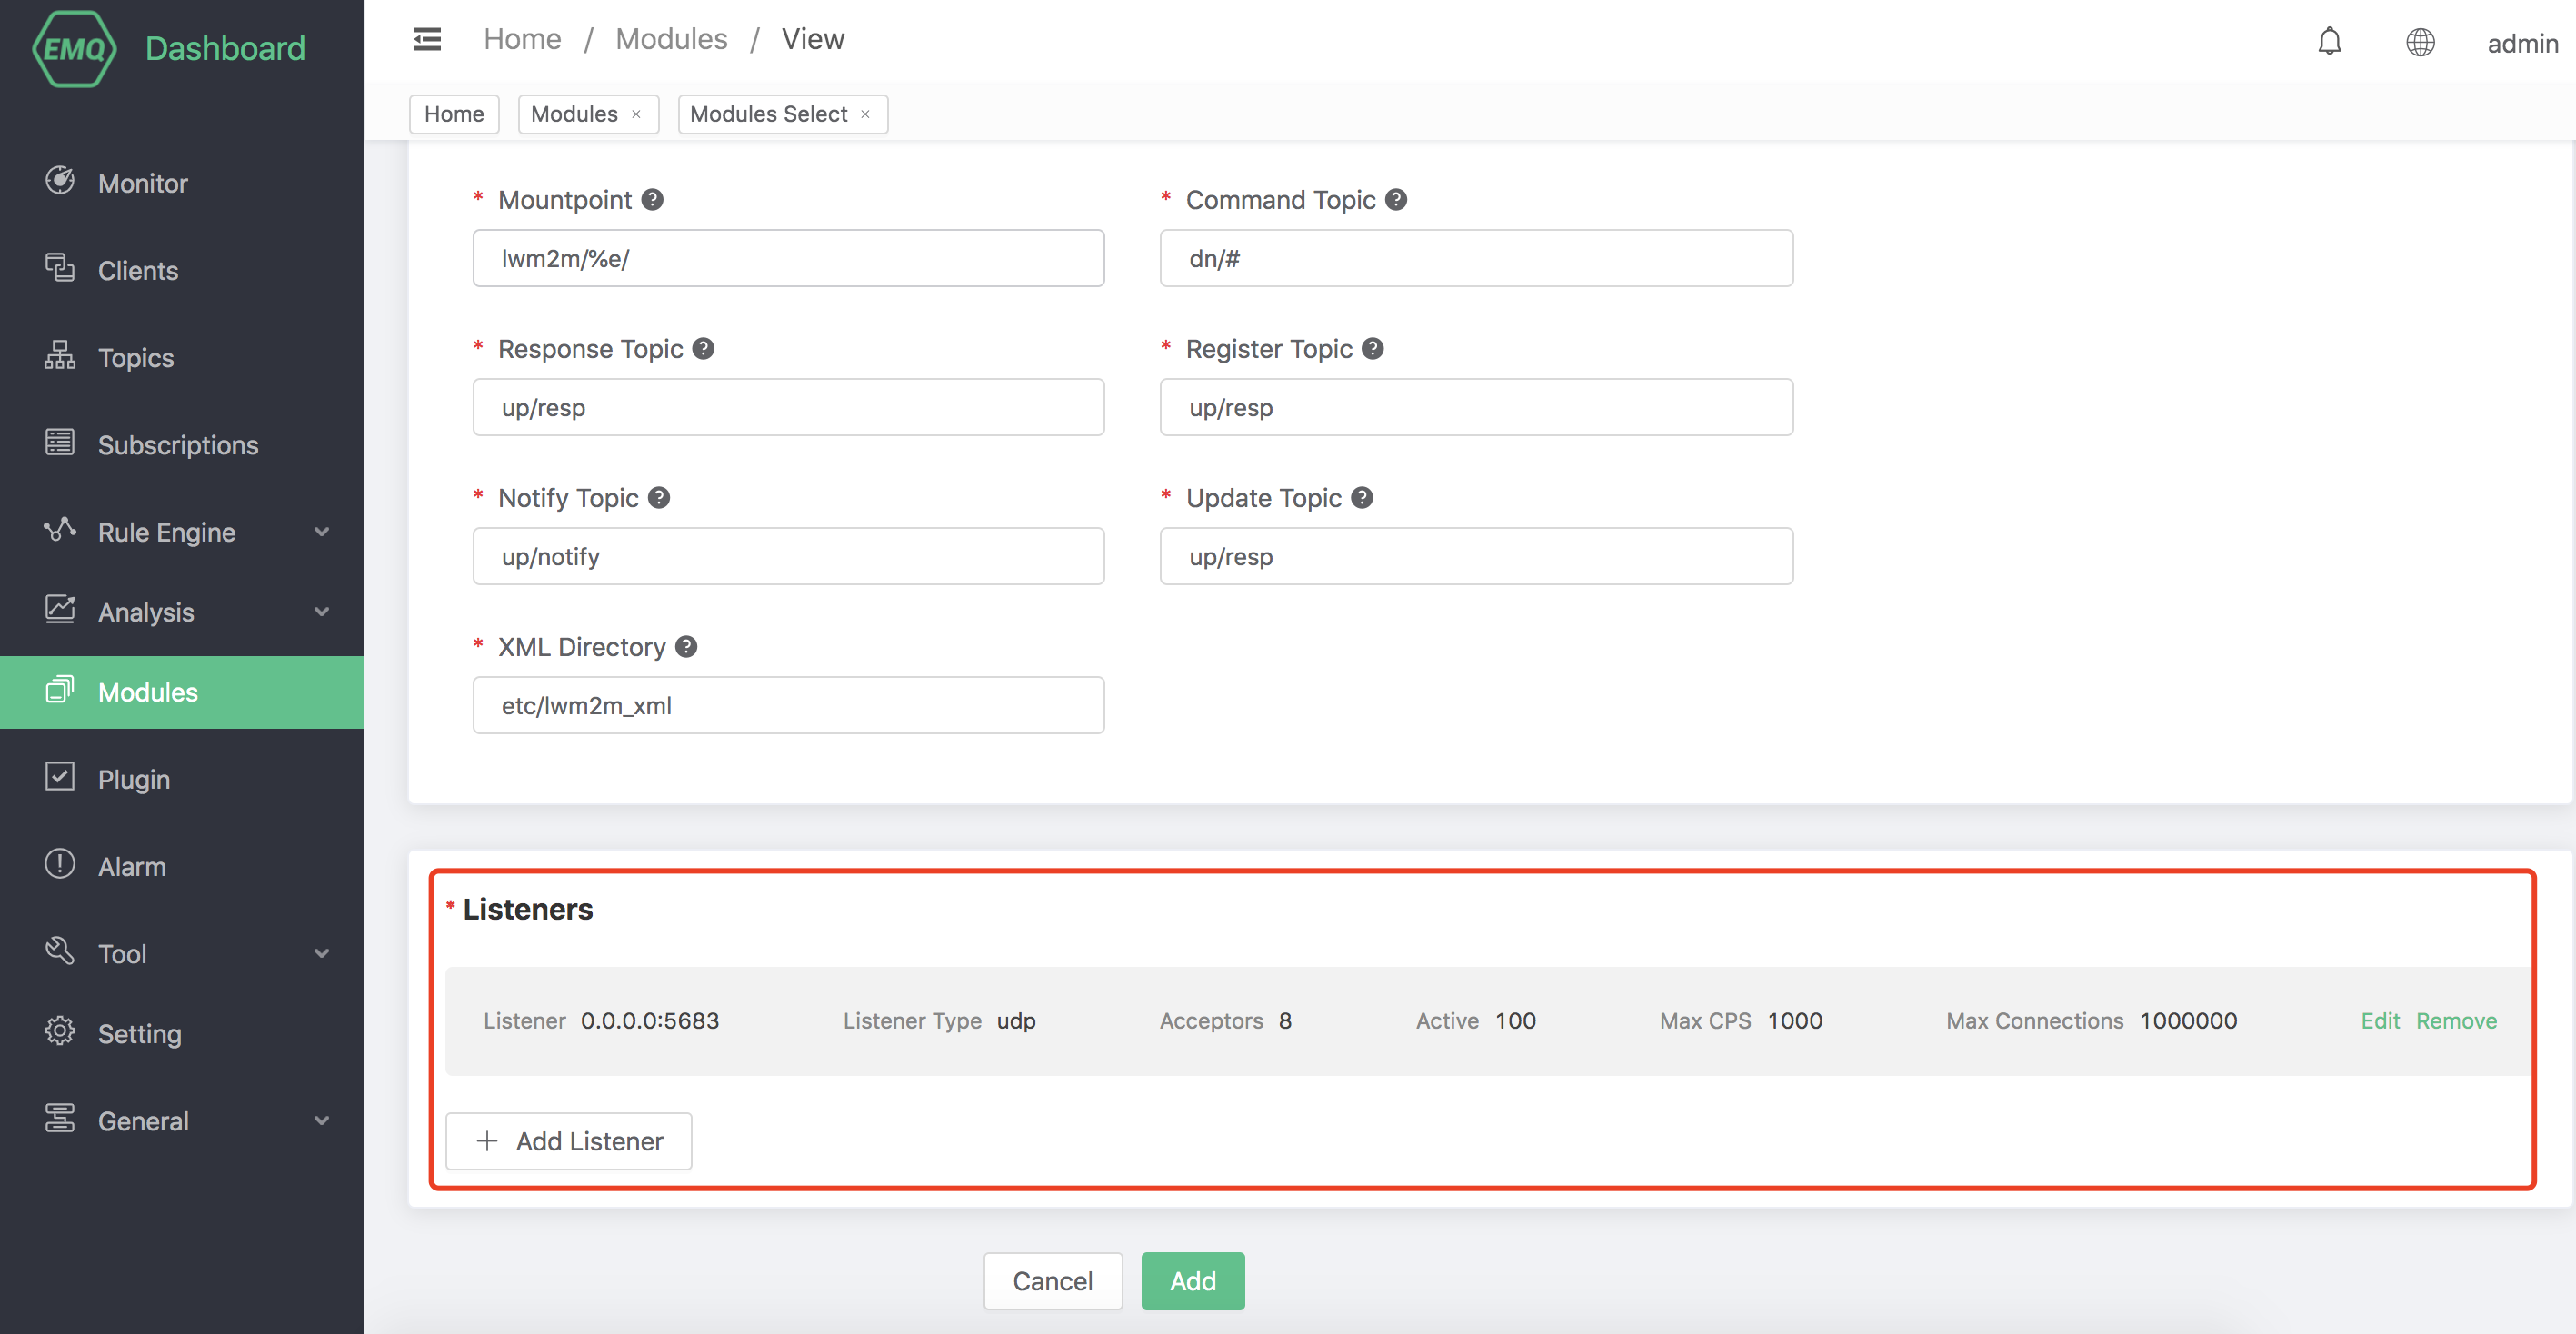 EMQ Dashboard
Home / Modules / View
admin
Home
Modules ×
Modules Select ×
Monitor
Clients
Topics
Subscriptions
Rule Engine
Analysis
Modules
Plugin
Alarm
Tool
Setting
General
* Mountpoint ?
lwm2m/%e/
* Command Topic ?
dn/#
* Response Topic ?
up/resp
* Register Topic ?
up/resp
* Notify Topic ?
up/notify
* Update Topic ?
up/resp
* XML Directory ?
etc/lwm2m_xml
* Listeners
Listener 0.0.0.0:5683 Listener Type udp Acceptors 8 Active 100 Max CPS 1000 Max Connections 1000000 Edit Remove
+ Add Listener
Cancel
Add